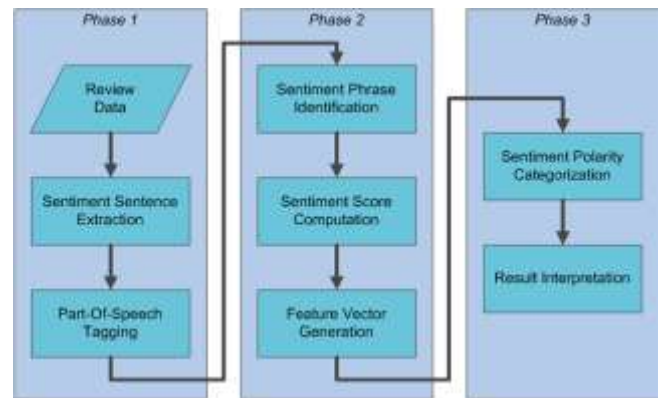 Phase 1
Review
Data
Sentiment Sentence
Extraction
Part-Of-Speech
Tagging
Phase 2
Sentiment Phrase
Identification
Sentiment Score
Computation
Feature Vector
Generation
Phase 3
Sentiment Polarity
Categorization
Result Interpretation